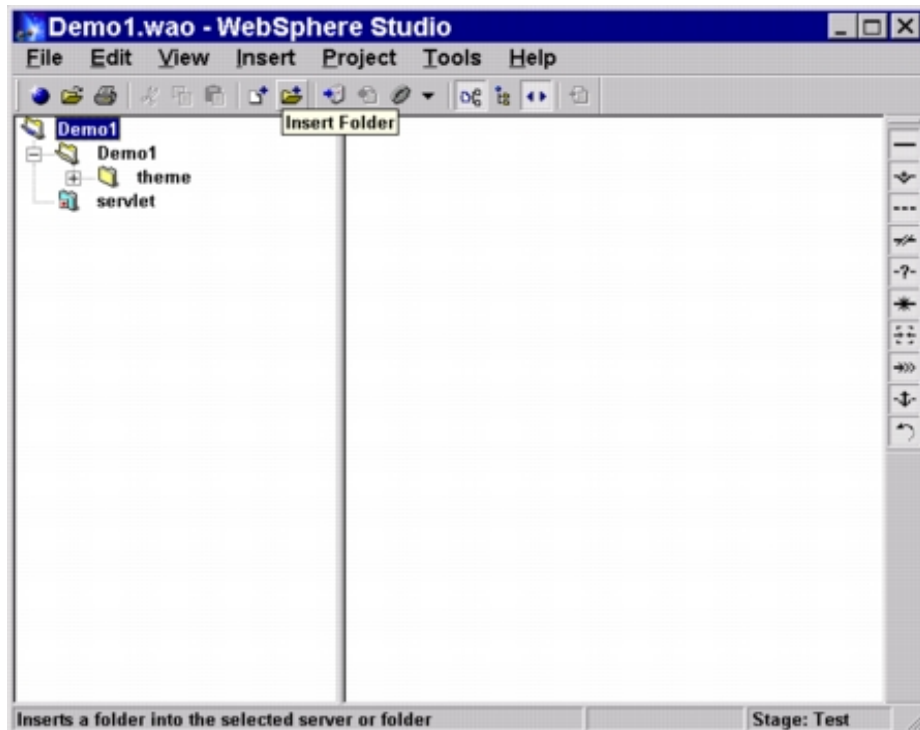 Demo1.wao - WebSphere Studio
File Edit View Insert Project Tools Help
Insert Folder
Demo1
Demo1
theme
servlet
-?-
Inserts a folder into the selected server or folder
Stage: Test